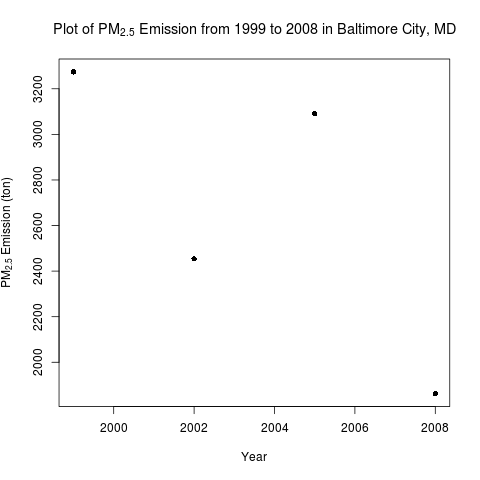 Plot of PM2.5 Emission from 1999 to 2008 in Baltimore City, MD
PM2.5 Emission (ton)
3200
3000
2800
2600
2400
2200
2000
2000 2002 2004 2006 2008
Year